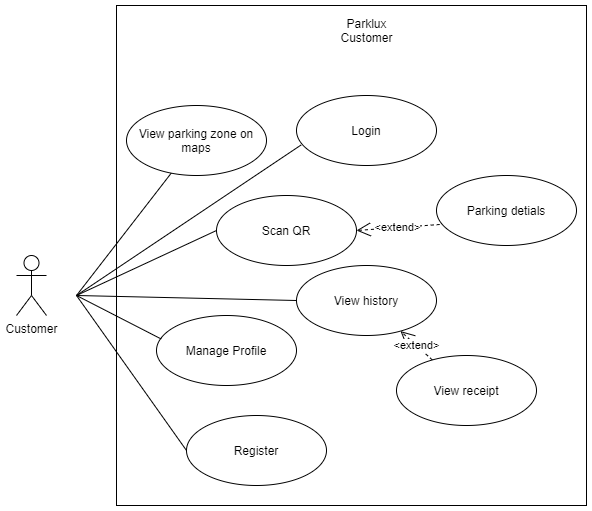 Parklux
Customer
View parking zone on
maps
Login
Parking detials
Scan QR
<extend>
View history
Customer
<extend>
Manage Profile
View receipt
Register